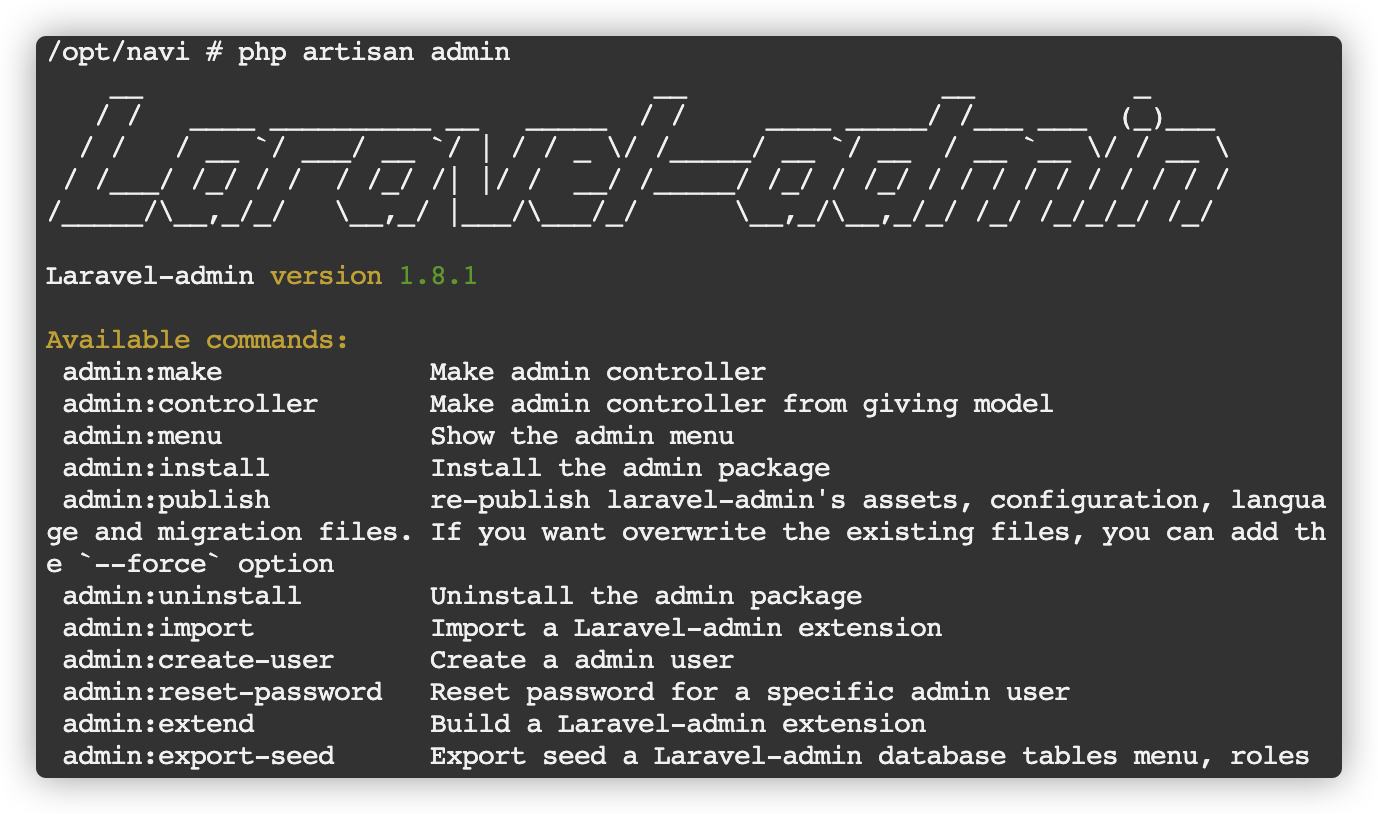 /opt/navi # php artisan admin
Laravel-admin
Laravel-admin version 1.8.1
Available commands:
admin:make Make admin controller
admin:controller Make admin controller from giving model
admin:menu Show the admin menu
admin:install Install the admin package
admin:publish re-publish laravel-admin's assets, configuration, langua
ge and migration files. If you want overwrite the existing files, you can add th
e `--force` option
admin:uninstall Uninstall the admin package
admin:import Import a Laravel-admin extension
admin:create-user Create a admin user
admin:reset-password Reset password for a specific admin user
admin:extend Build a Laravel-admin extension
admin:export-seed Export seed a Laravel-admin database tables menu, roles